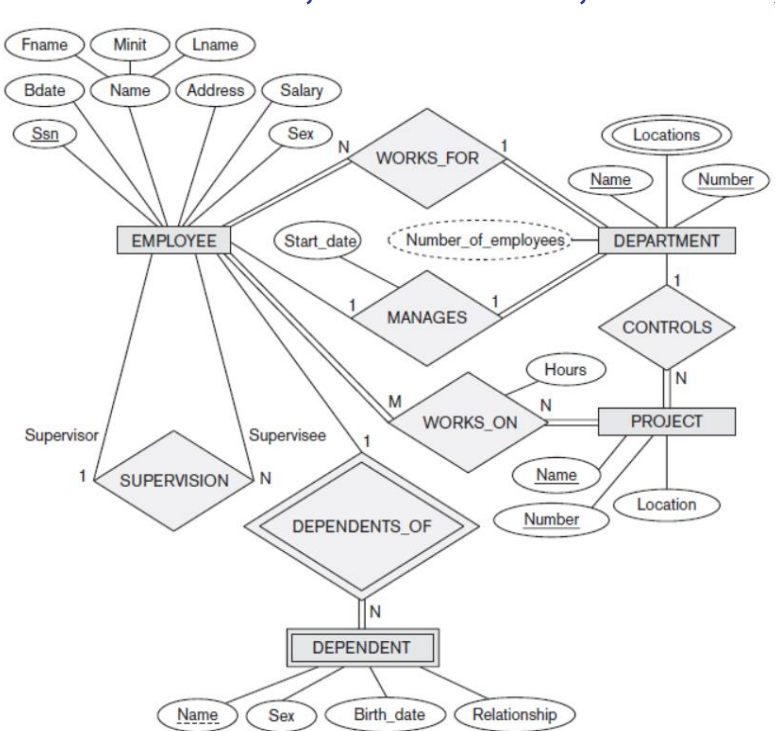 Fname Minit Lname
Bdate Name Address Salary
Ssn Sex
N WORKS_FOR 1
Locations
Name Number
EMPLOYEE Start_date Number_of_employees DEPARTMENT
1 MANAGES 1
1
CONTROLS
N
Hours
M WORKS_ON N
PROJECT
Supervisor Supervisee
1 SUPERVISION N
1
Name
Number Location
DEPENDENTS_OF
N
DEPENDENT
Name Sex Birth_date Relationship